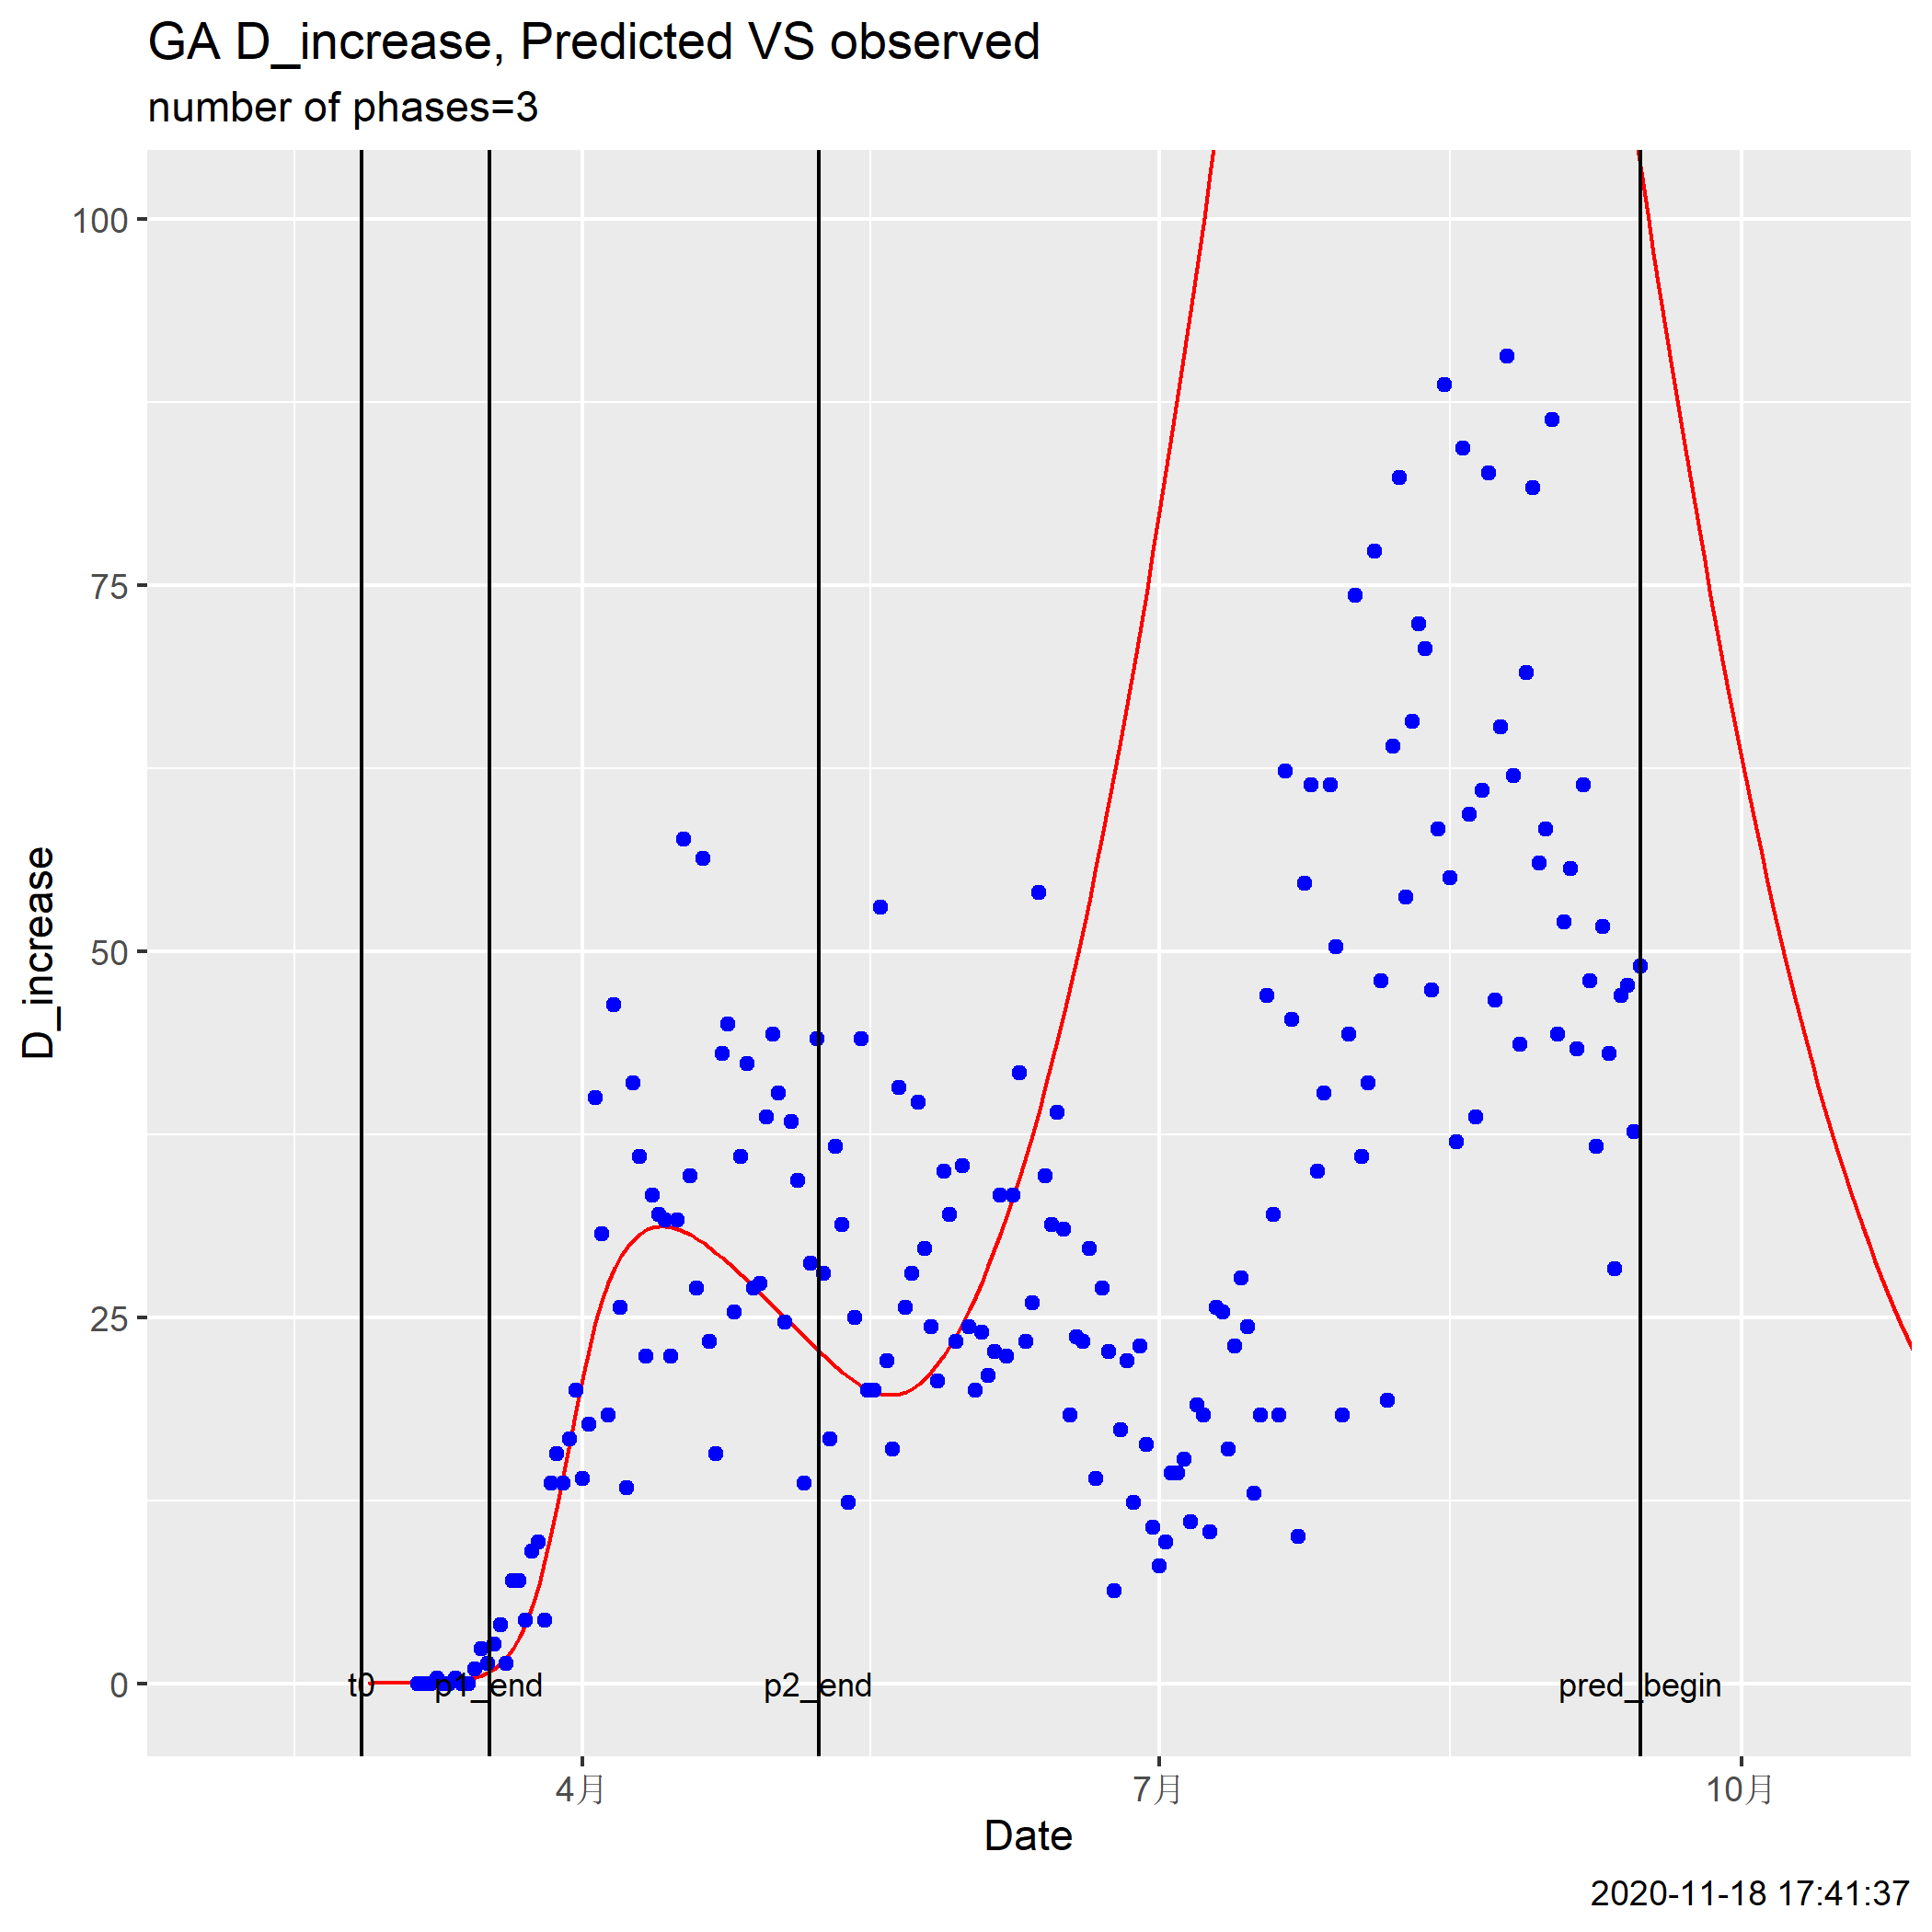 GA D_increase, Predicted VS observed
number of phases=3
100
75
50
25
0
D_increase
t0
p1_end
p2_end
pred_begin
4月
7月
10月
Date
2020-11-18 17:41:37